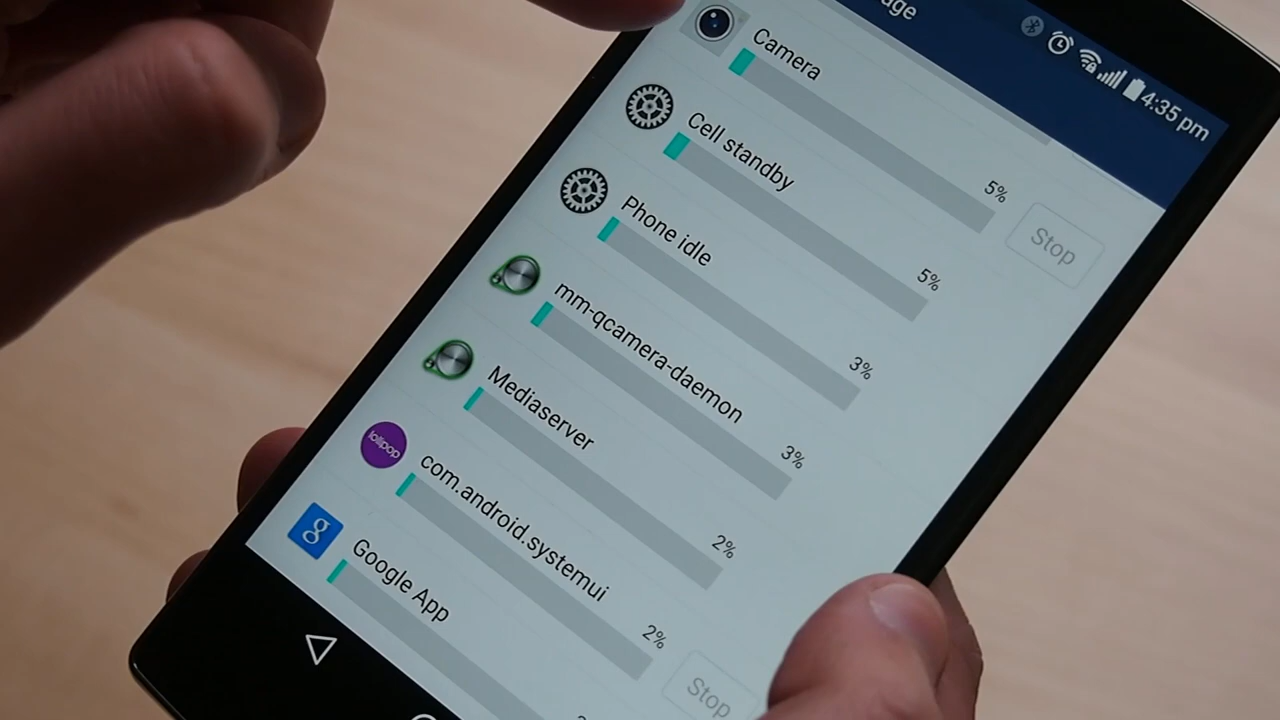 4:35 pm
Camera
5%
Stop
Cell standby
5%
Phone idle
3%
mm-qcamera-daemon
3%
Mediaserver
2%
lollipop
com.android.systemui
2%
Stop
g
Google App